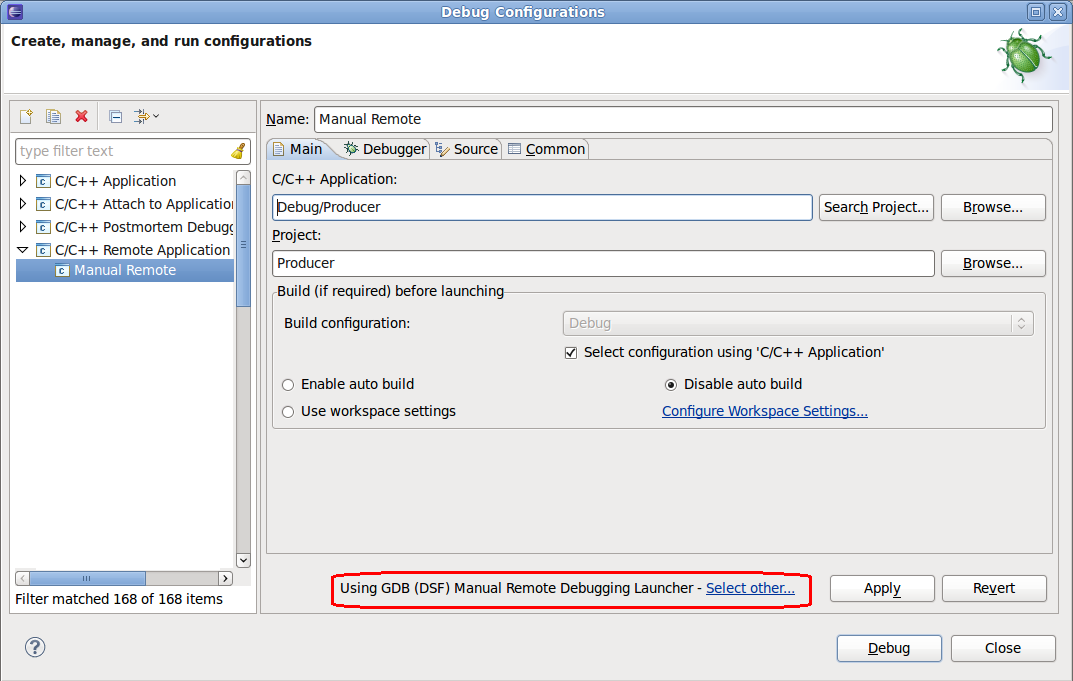 Debug Configurations
Create, manage, and run configurations
type filter text
C/C++ Application
C/C++ Attach to Application
C/C++ Postmortem Debugg
C/C++ Remote Application
Manual Remote
Filter matched 168 of 168 items
Name: Manual Remote
Main Debugger Source Common
C/C++ Application:
Debug/Producer Search Project... Browse...
Project:
Producer Browse...
Build (if required) before launching
Build configuration: Debug
Select configuration using 'C/C++ Application'
Enable auto build Disable auto build
Use workspace settings Configure Workspace Settings...
Using GDB (DSF) Manual Remote Debugging Launcher - Select other... Apply Revert
? Debug Close